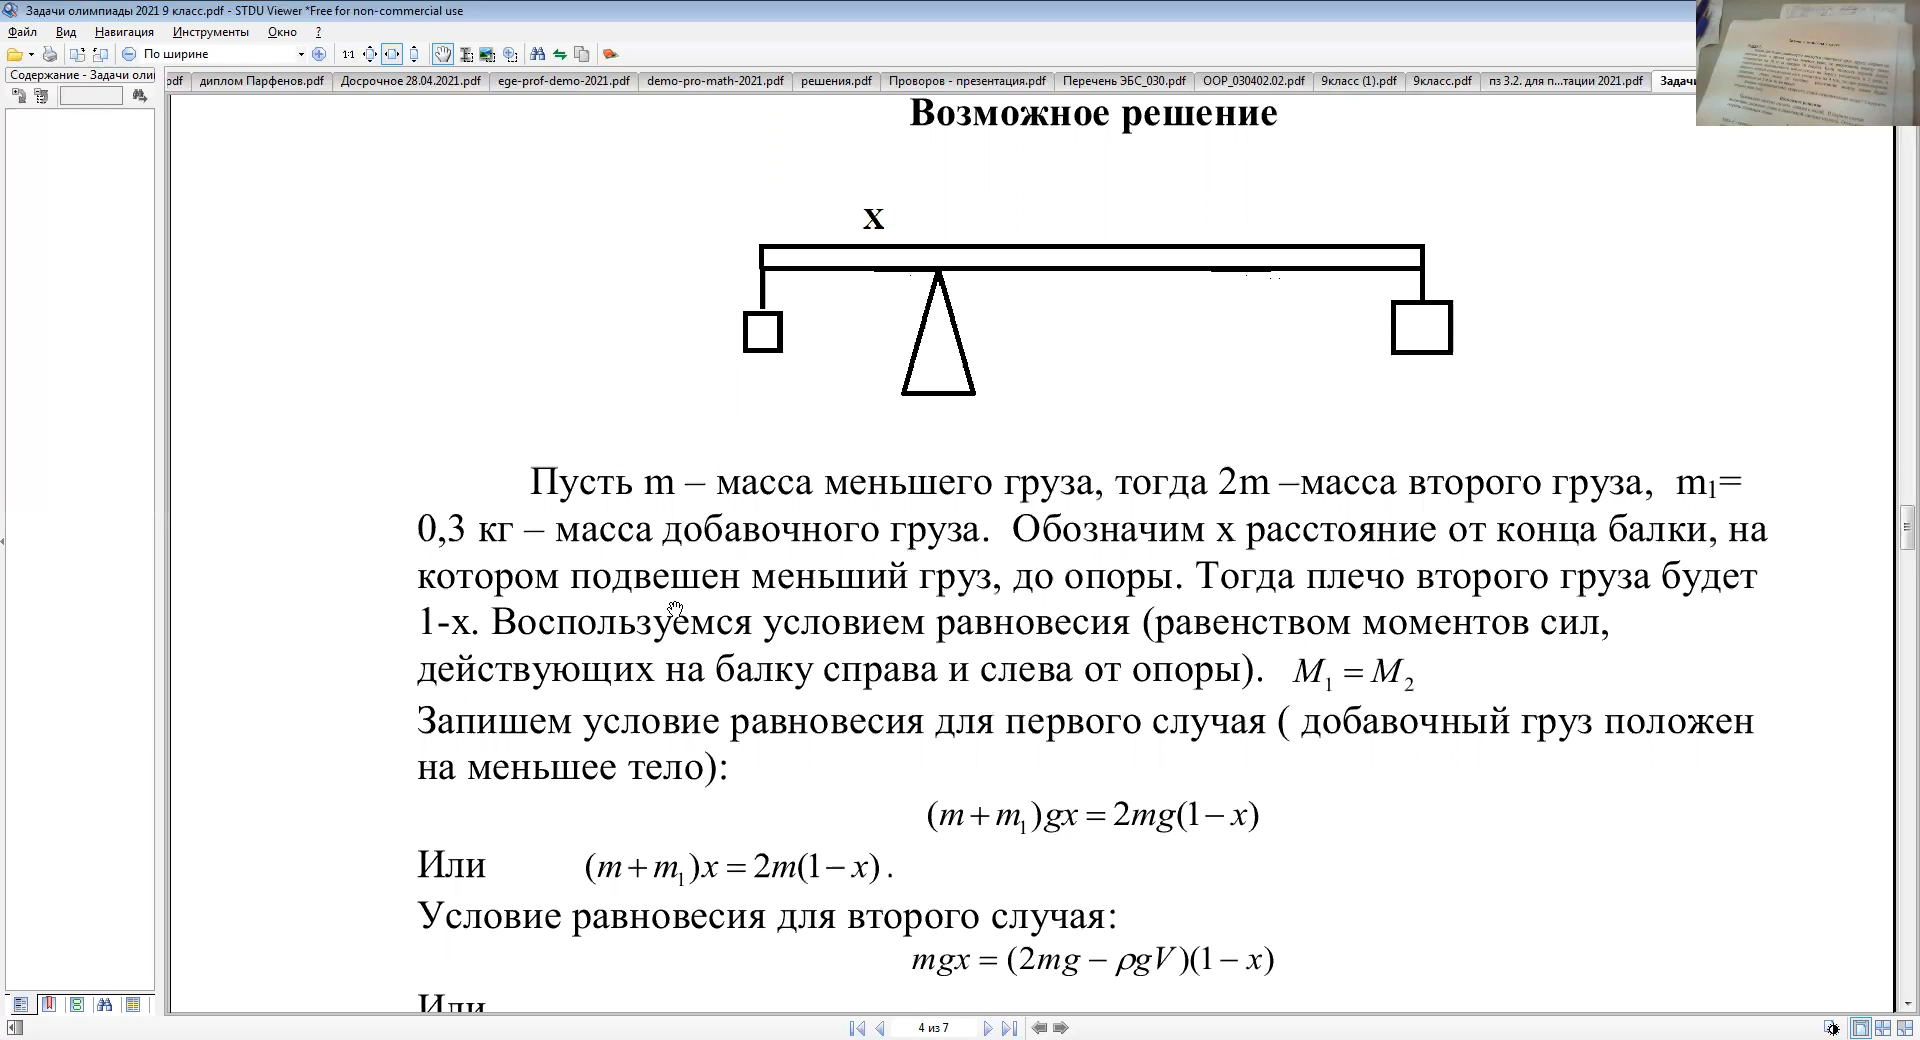 Задачи олимпиады 2021 9 класс.pdf - STDU Viewer *Free for non-commercial use
Файл Вид Навигация Инструменты Окно ?
1:1
По ширине
Содержание - Задачи оли
pdf диплом Парфенов.pdf Досрочное 28.04.2021.pdf ege-prof-demo-2021.pdf demo-pro-math-2021.pdf решения.pdf Проворов - презентация.pdf Перечень ЭБС_030.pdf ООР_030402.02.pdf 9класс (1).pdf 9класс.pdf пз 3.2. для п...тации 2021.pdf Задачи
Возможное решение
X
Пусть m – масса меньшего груза, тогда 2m –масса второго груза, m₁=
0,3 кг – масса добавочного груза. Обозначим x расстояние от конца балки, на
котором подвешен меньший груз, до опоры. Тогда плечо второго груза будет
1-x. Воспользуемся условием равновесия (равенством моментов сил,
действующих на балку справа и слева от опоры). M₁ = M₂
Запишем условие равновесия для первого случая ( добавочный груз положен
на меньшее тело):
(m + m₁)gx = 2mg(1 − x)
Или (m + m₁)x = 2m(1 − x) .
Условие равновесия для второго случая:
mgx = (2mg − ρgV)(1 − x)
Или
4 из 7